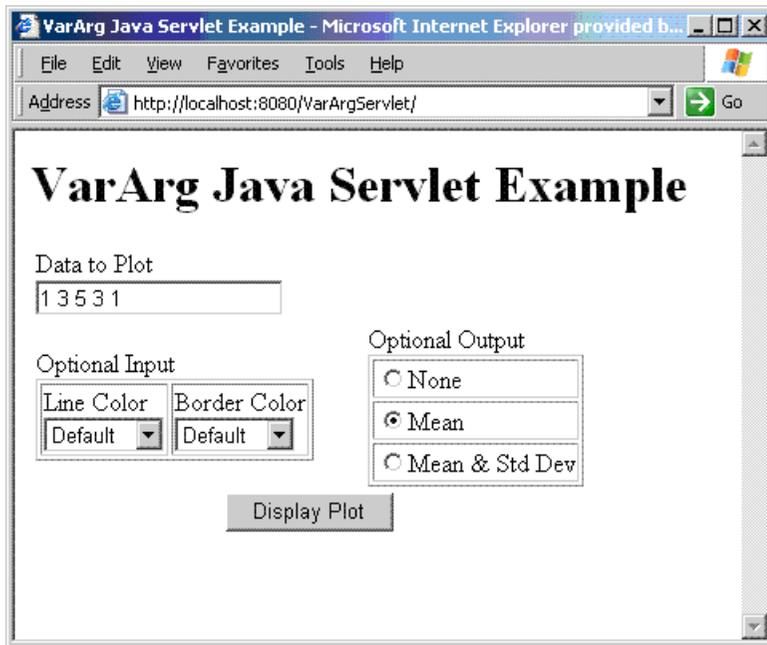 VarArg Java Servlet Example - Microsoft Internet Explorer provided b...
File Edit View Favorites Tools Help
Address http://localhost:8080/VarArgServlet/ Go
VarArg Java Servlet Example
Data to Plot
1 3 5 3 1
Optional Input
Line Color Border Color
Default Default
Optional Output
None
Mean
Mean & Std Dev
Display Plot